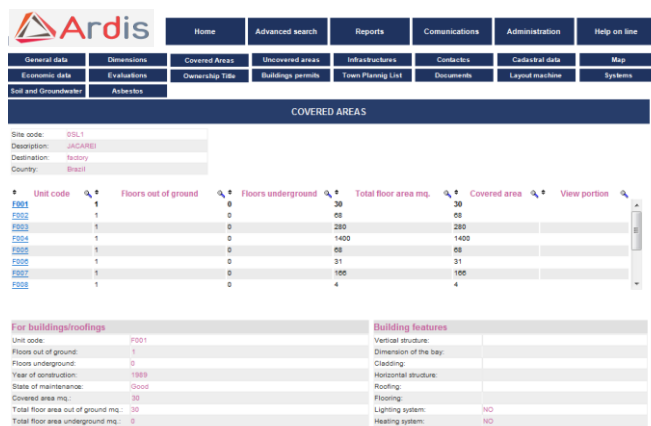 Ardis
Home Advanced search Reports Comunications Administration Help on line
General data Dimensions Covered Areas Uncovered areas Infrastructures Contactcs Cadastral data Map
Economic data Evaluations Ownership Title Buildings permits Town Plannig List Documents Layout machine Systems
Soil and Groundwater Asbestos
COVERED AREAS
Site code: 0SL1
Description: JACAREI
Destination: factory
Country: Brazil
Unit code Floors out of ground Floors underground Total floor area mq. Covered area View portion
F001 1 0 30 30
F002 1 0 68 68
F003 1 0 280 280
F004 1 0 1400 1400
F005 1 0 68 68
F006 1 0 31 31
F007 1 0 166 166
F008 1 0 4 4
For buildings/roofings Building features
Unit code: F001 Vertical structure:
Floors out of ground: 1 Dimension of the bay:
Floors underground: 0 Cladding:
Year of construction: 1989 Horizontal structure:
State of maintenance: Good Roofing:
Covered area mq.: 30 Flooring:
Total floor area out of ground mq.: 30 Lighting system: NO
Total floor area underground mq.: 0 Heating system: NO